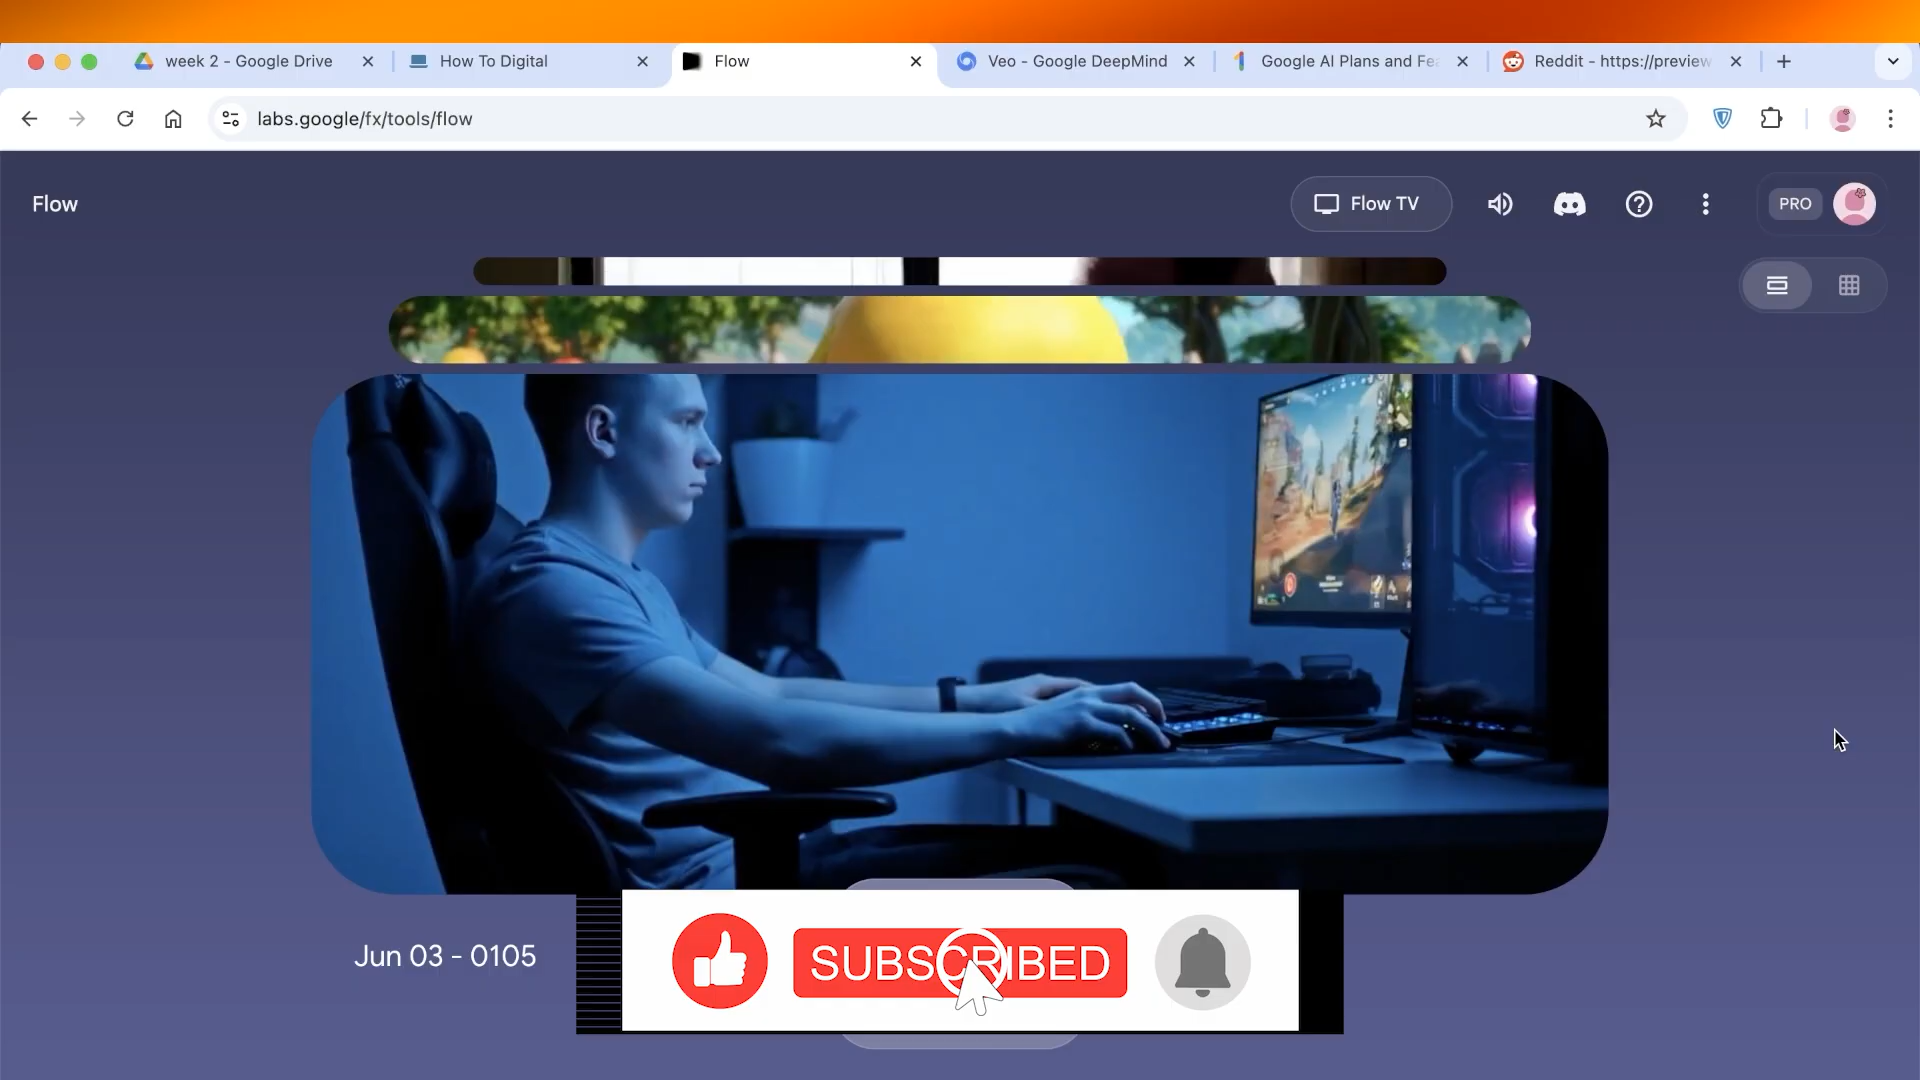 week 2 - Google Drive
How To Digital
Flow
Veo - Google DeepMind
Google AI Plans and Fea
Reddit - https://preview
labs.google/fx/tools/flow
Flow
Flow TV
PRO
Jun 03 - 0105
SUBSCRIBED